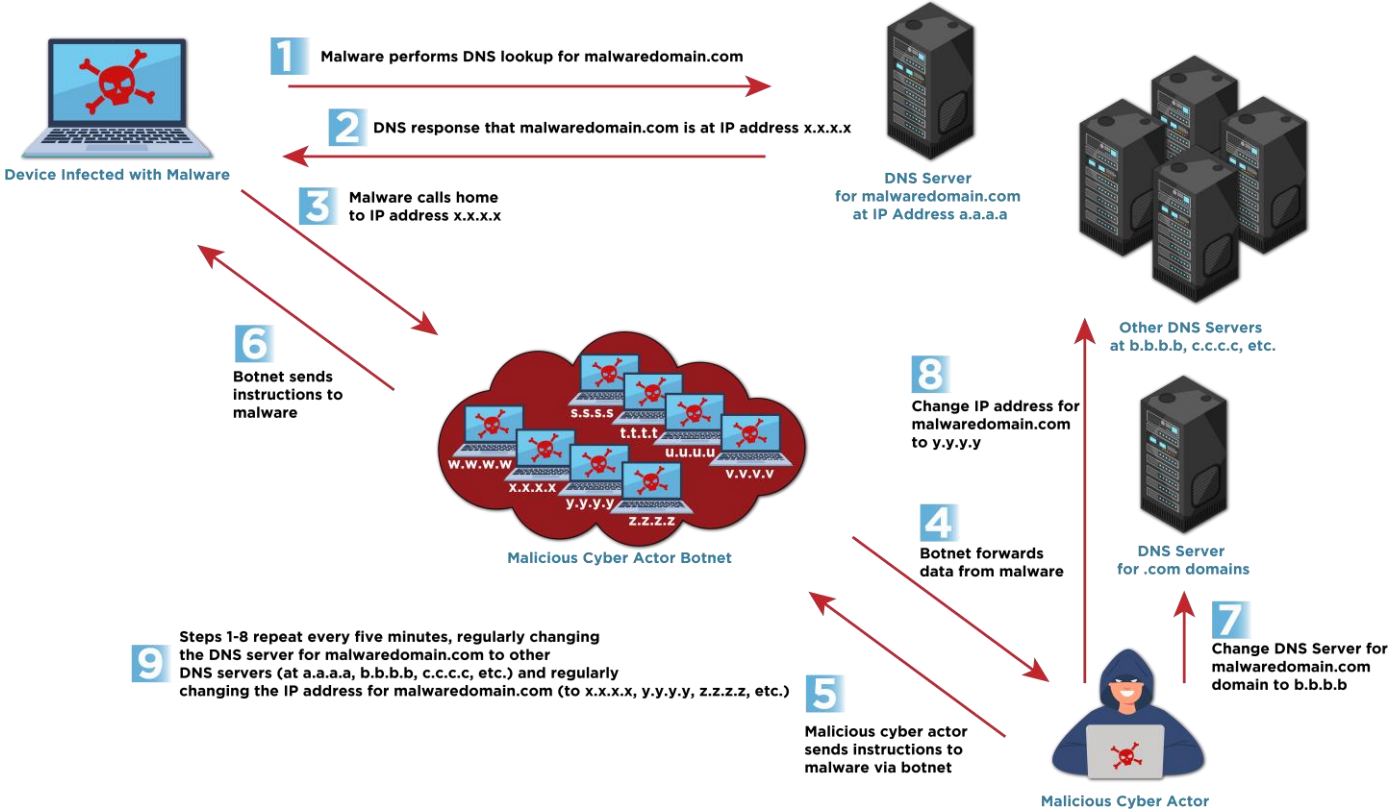 1
Malware performs DNS lookup for malwaredomain.com
2
DNS response that malwaredomain.com is at IP address x.x.x.x
Device Infected with Malware
DNS Server
for malwaredomain.com
at IP Address a.a.a.a
3
Malware calls home
to IP address x.x.x.x
Other DNS Servers
at b.b.b.b, c.c.c.c, etc.
6
Botnet sends
instructions to
malware
s.s.s.s
t.t.t.t
u.u.u.u
v.v.v.v
w.w.w.w
x.x.x.x
y.y.y.y
z.z.z.z
Malicious Cyber Actor Botnet
8
Change IP address for
malwaredomain.com
to y.y.y.y
4
Botnet forwards
data from malware
DNS Server
for .com domains
7
Change DNS Server for
malwaredomain.com
domain to b.b.b.b
9
Steps 1-8 repeat every five minutes, regularly changing
the DNS server for malwaredomain.com to other
DNS servers (at a.a.a.a, b.b.b.b, c.c.c.c, etc.) and regularly
changing the IP address for malwaredomain.com (to x.x.x.x, y.y.y.y, z.z.z.z, etc.)
5
Malicious cyber actor
sends instructions to
malware via botnet
Malicious Cyber Actor